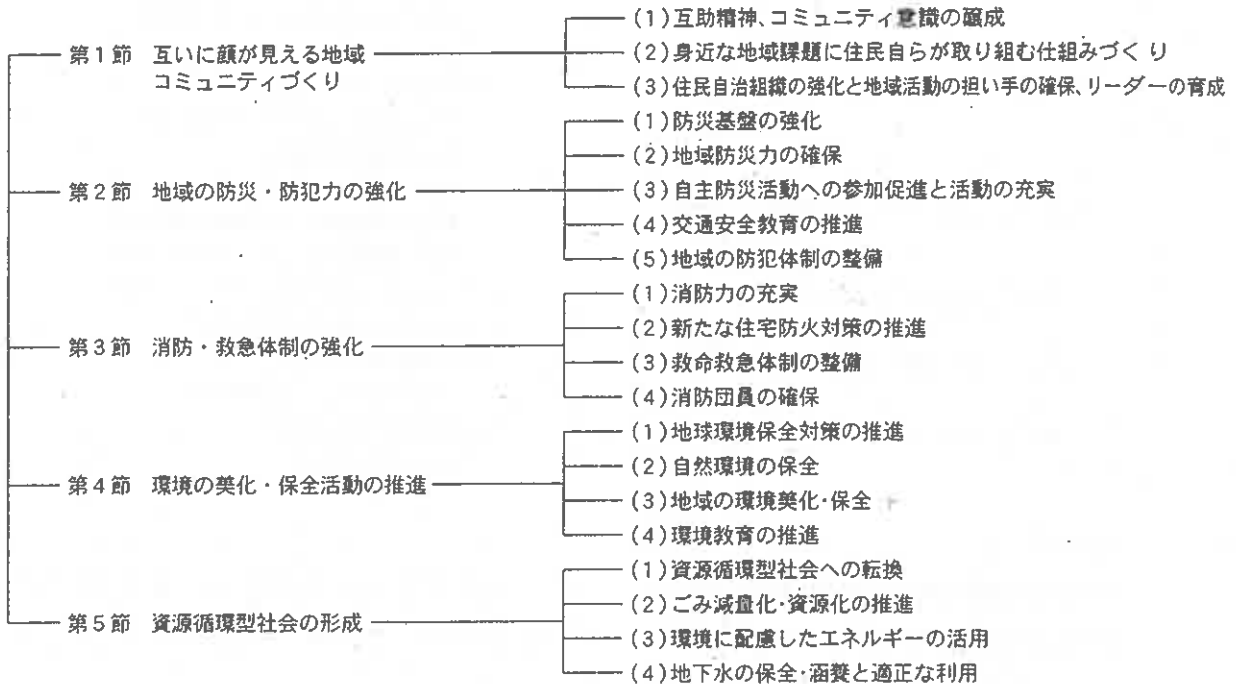 第1節 互いに顔が見える地域
コミュニティづくり
(1)互助精神、コミュニティ意識の醸成
(2)身近な地域課題に住民自らが取り組む仕組みづくり
(3)住民自治組織の強化と地域活動の担い手の確保、リーダーの育成
第2節 地域の防災・防犯力の強化
(1)防災基盤の強化
(2)地域防災力の確保
(3)自主防災活動への参加促進と活動の充実
(4)交通安全教育の推進
(5)地域の防犯体制の整備
第3節 消防・救急体制の強化
(1)消防力の充実
(2)新たな住宅防火対策の推進
(3)救命救急体制の整備
(4)消防団員の確保
第4節 環境の美化・保全活動の推進
(1)地球環境保全対策の推進
(2)自然環境の保全
(3)地域の環境美化・保全
(4)環境教育の推進
第5節 資源循環型社会の形成
(1)資源循環型社会への転換
(2)ごみ減量化・資源化の推進
(3)環境に配慮したエネルギーの活用
(4)地下水の保全・涵養と適正な利用